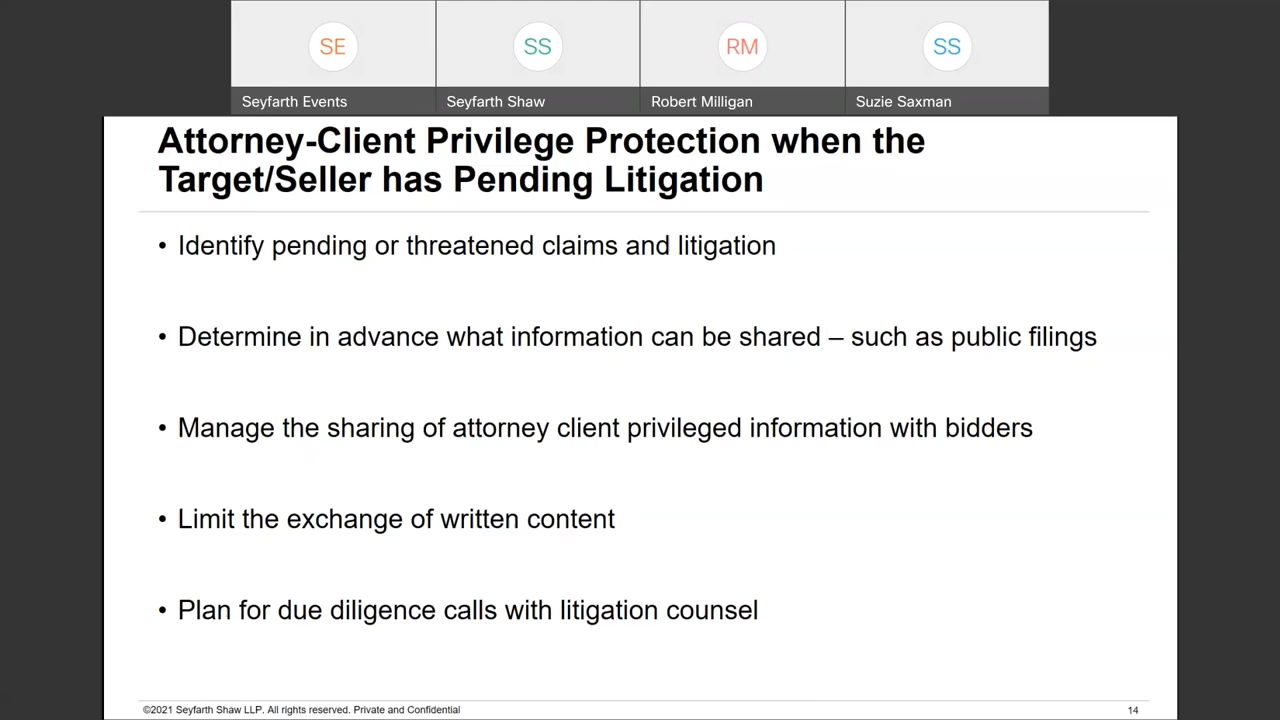 SE
SS
RM
SS
Seyfarth Events
Seyfarth Shaw
Robert Milligan
Suzie Saxman
Attorney-Client Privilege Protection when the
Target/Seller has Pending Litigation
• Identify pending or threatened claims and litigation
• Determine in advance what information can be shared – such as public filings
• Manage the sharing of attorney client privileged information with bidders
• Limit the exchange of written content
• Plan for due diligence calls with litigation counsel
©2021 Seyfarth Shaw LLP. All rights reserved. Private and Confidential
14